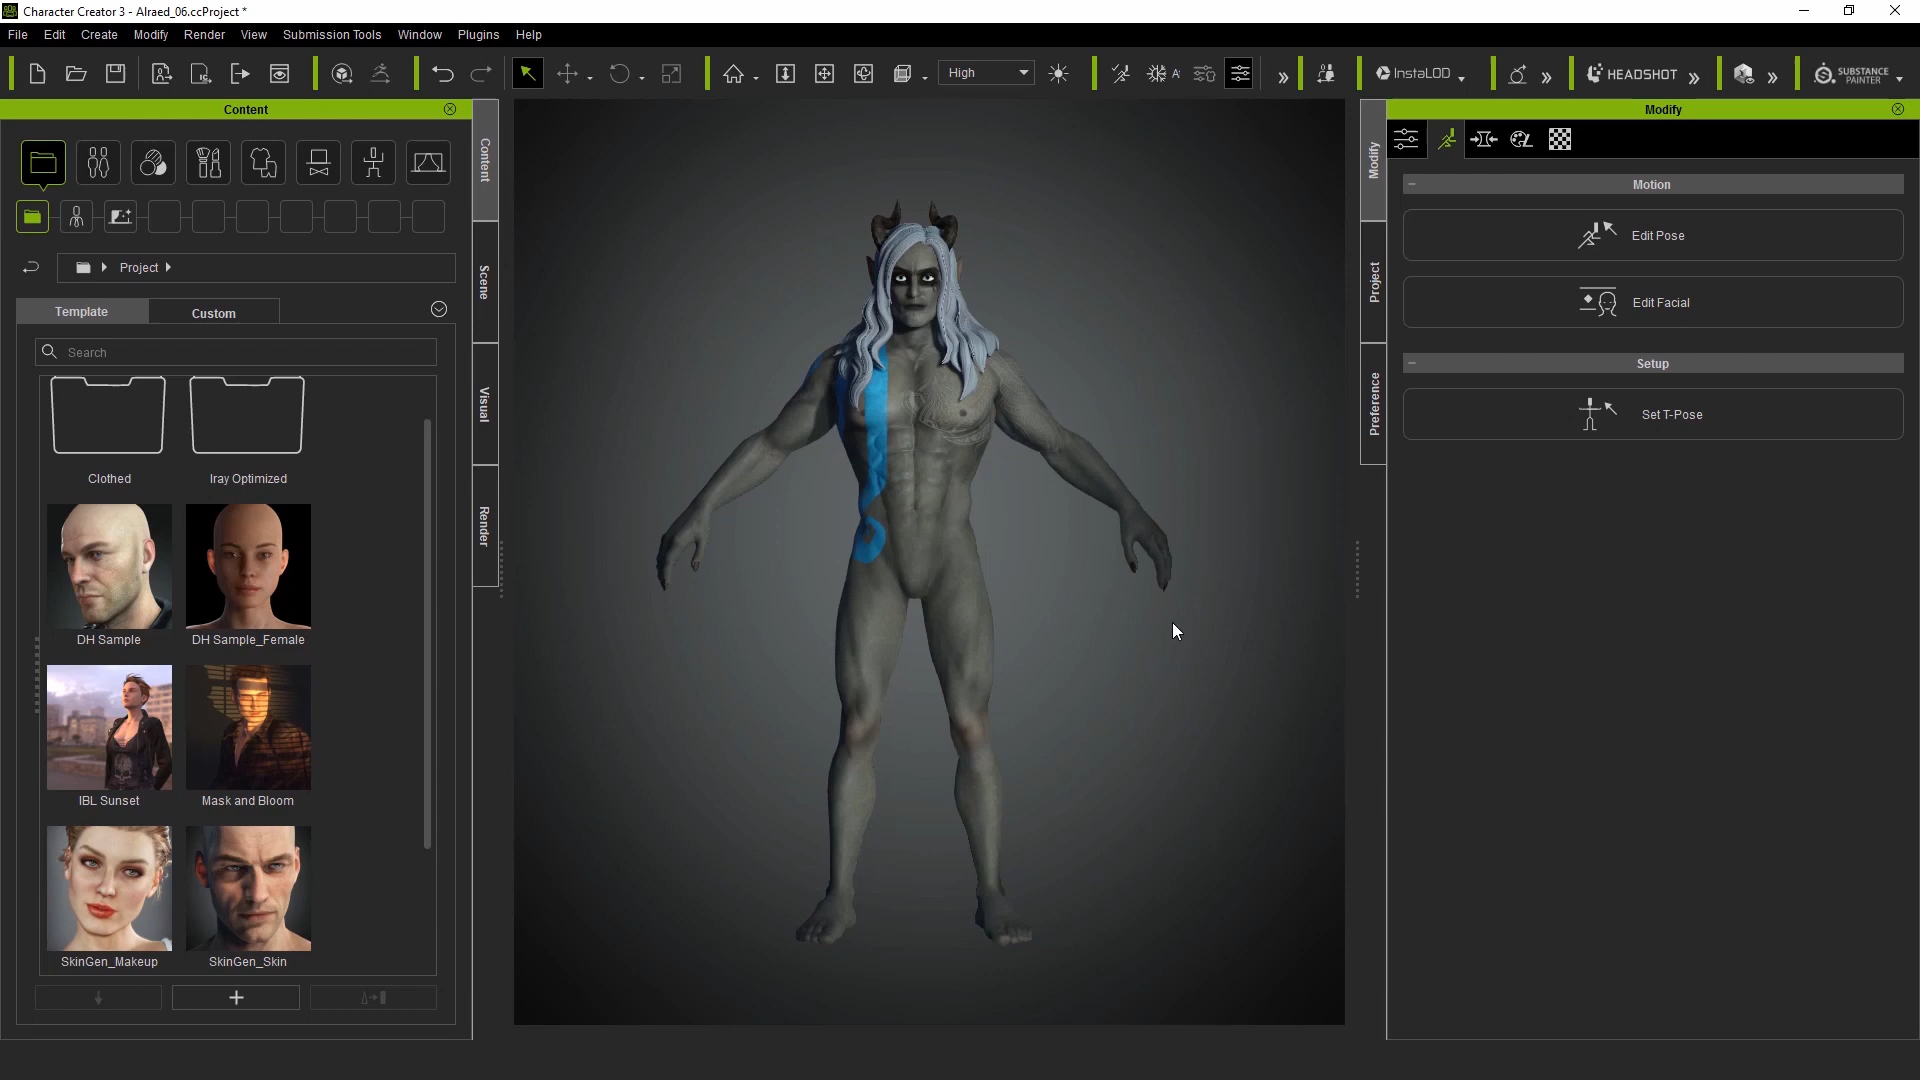 Character Creator 3 - Alraed_06.ccProject *
File Edit Create Modify Render View Submission Tools Window Plugins Help
High
A
InstaLOD
HEADSHOT
SUBSTANCE
PAINTER
Content
Project
Template
Custom
Search
Clothed
Iray Optimized
DH Sample
DH Sample_Female
IBL Sunset
Mask and Bloom
SkinGen_Makeup
SkinGen_Skin
Content
Scene
Visual
Render
Modify
Project
Preference
Modify
Motion
Edit Pose
Edit Facial
Setup
Set T-Pose